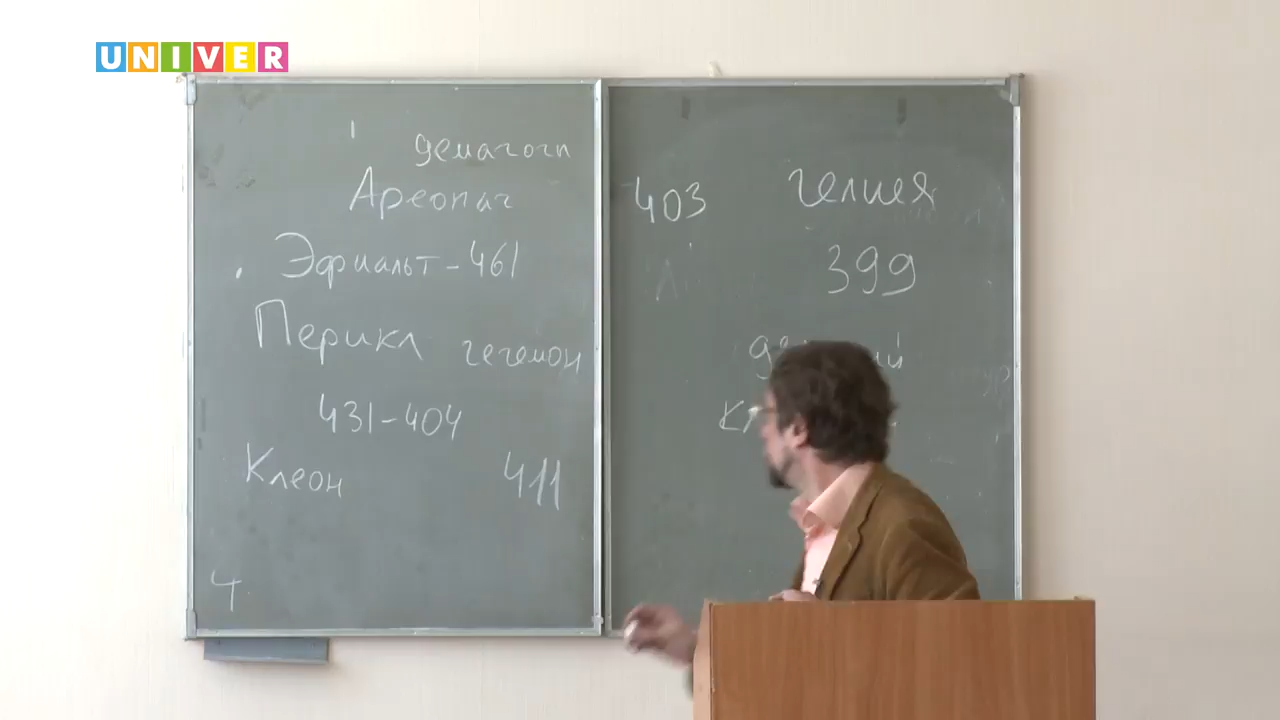 UNIVER
демагоги
Ареопаг
Эфиальт - 461
Перикл гегемон
431-404
Клеон 411
403 гелиея
399